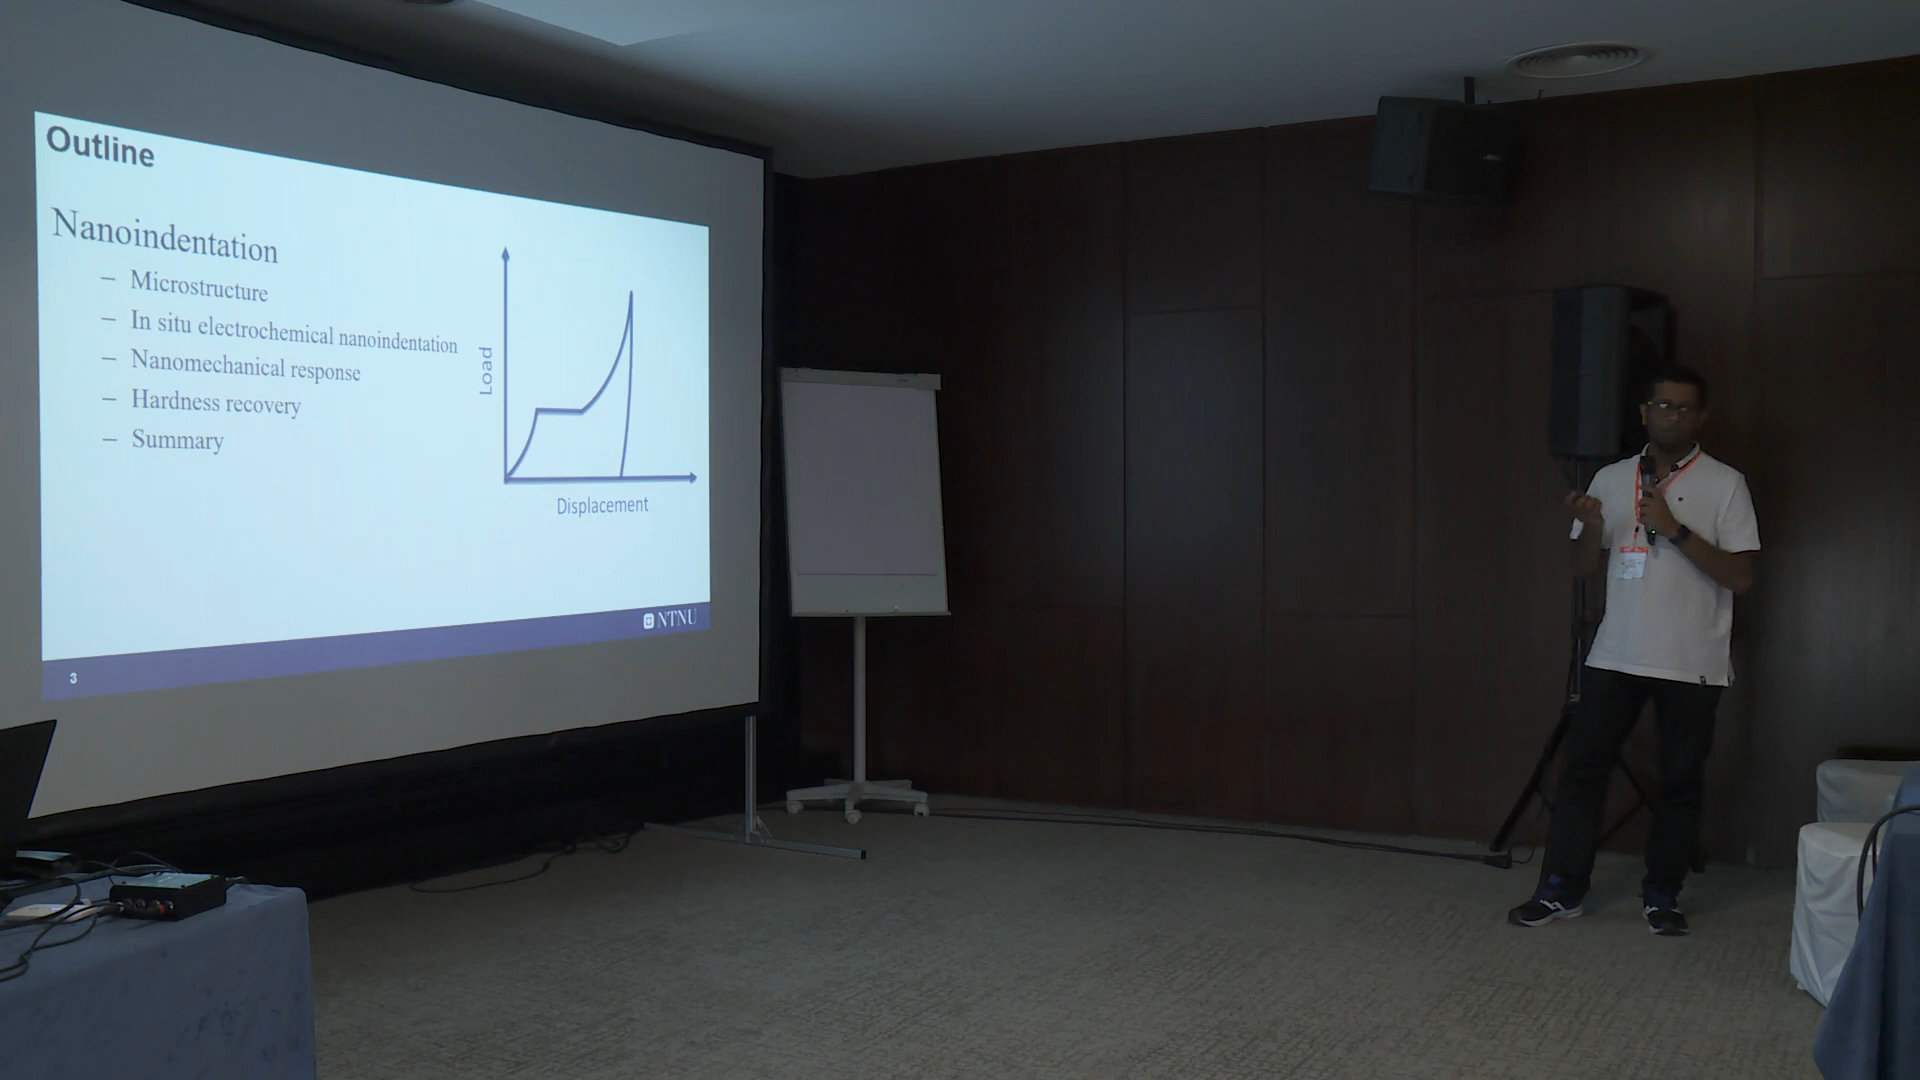 Outline
Nanoindentation
– Microstructure
– In situ electrochemical nanoindentation
– Nanomechanical response
– Hardness recovery
– Summary
Load
Displacement
NTNU
3